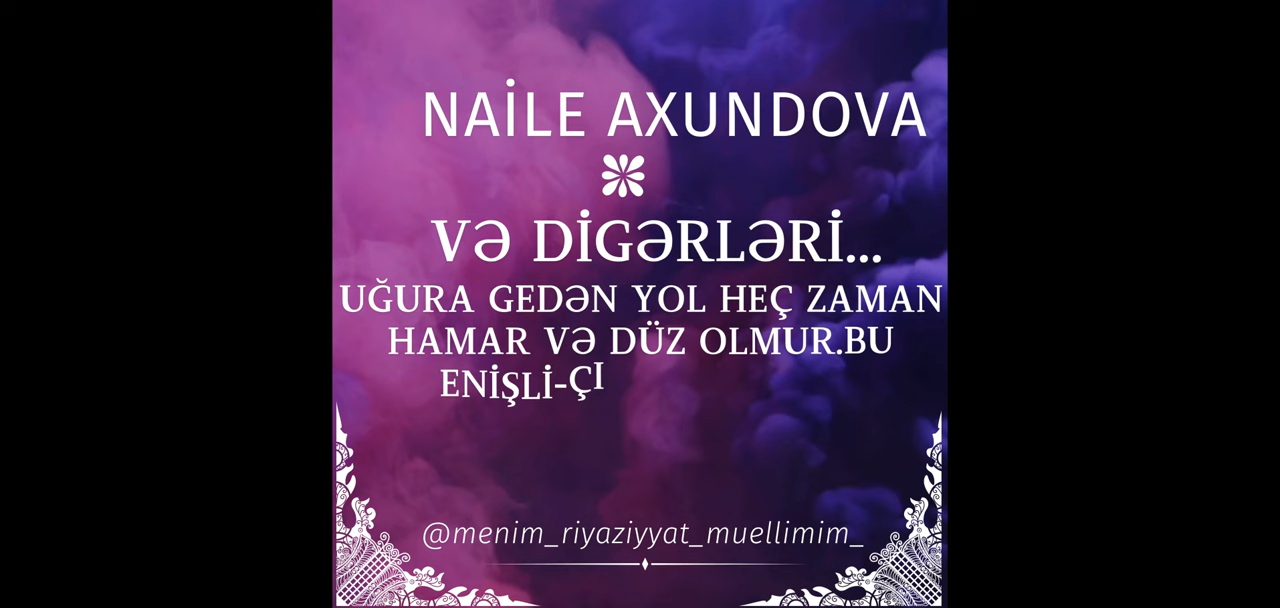 NAİLE AXUNDOVA
VƏ DİGƏRLƏRİ...
UĞURA GEDƏN YOL HEÇ ZAMAN
HAMAR VƏ DÜZ OLMUR.BU
ENİŞLİ-ÇI
@menim_riyaziyyat_muellimim_